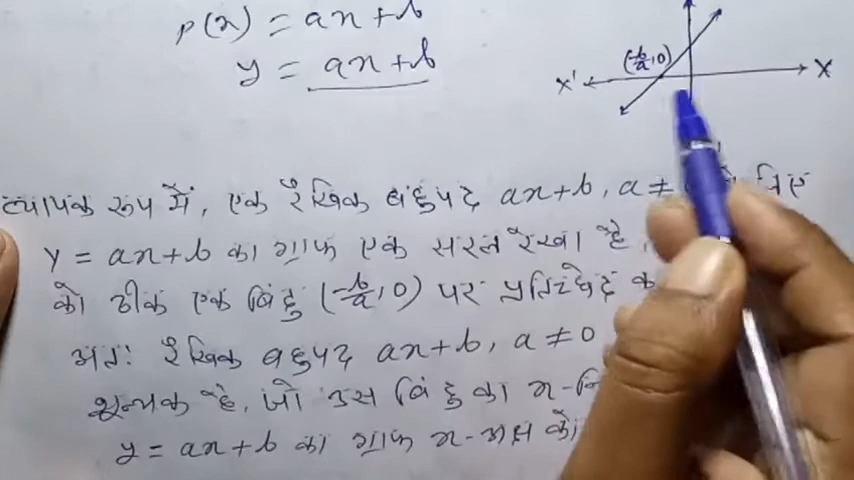 p(x) = ax + b
y = ax + b
(-b/a, 0)
X' X
व्यापक रूप में, एक रैखिक बहुपद ax + b, a ≠ लिए
y = ax + b का ग्राफ एक सरल रेखा है,
को ठीक एक बिंदु (-b/a, 0) पर प्रतिच्छेद
अतः रैखिक बहुपद ax + b, a ≠ 0
शून्यक है, जो उस बिंदु का x-
y = ax + b का ग्राफ x-अक्ष को